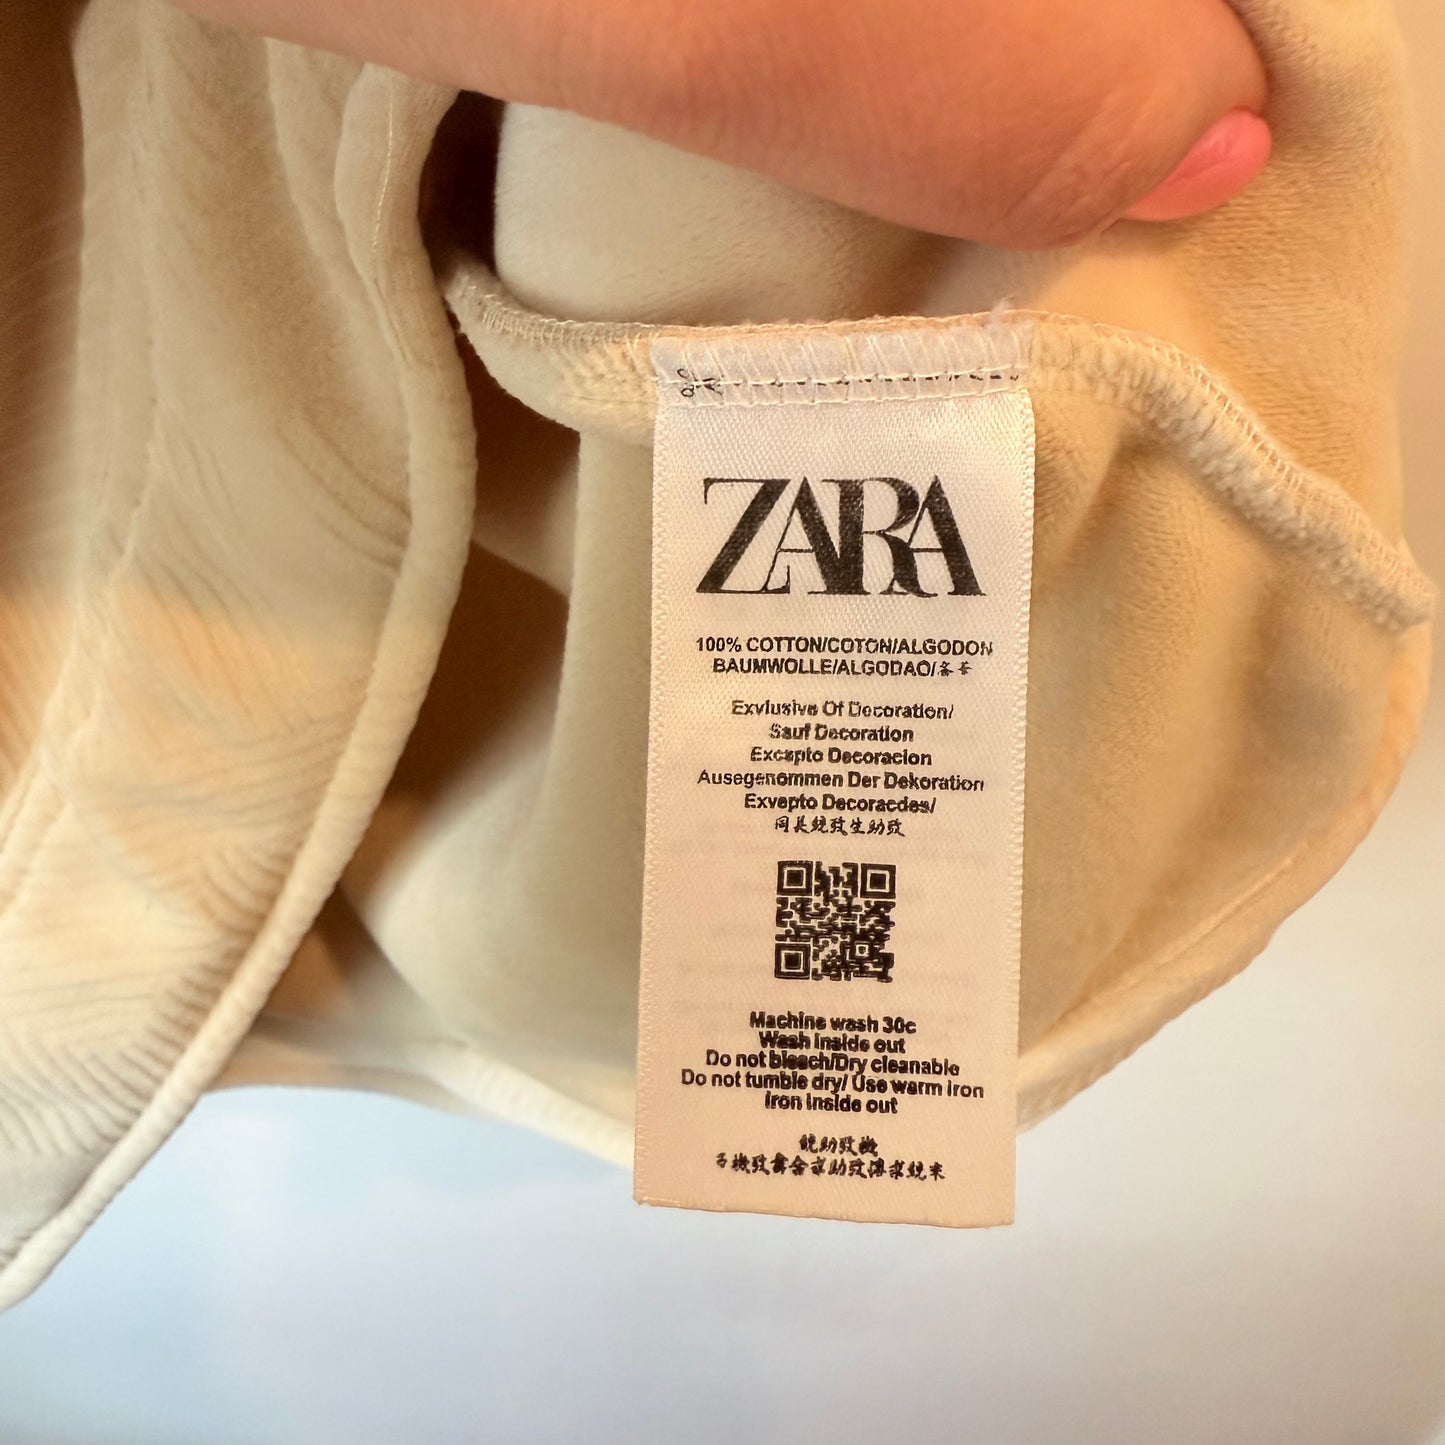 ZARA
100% COTTON/COTON/ALGODON
BAUMWOLLE/ALGODAO/
Exvlusive Of Decoration/
Sauf Decoration
Excepto Decoracion
Ausegenommen Der Dekoration
Exvepto Decoracdes/
Machine wash 30c
Wash inside out
Do not bleach/Dry cleanable
Do not tumble dry/ Use warm iron
iron inside out